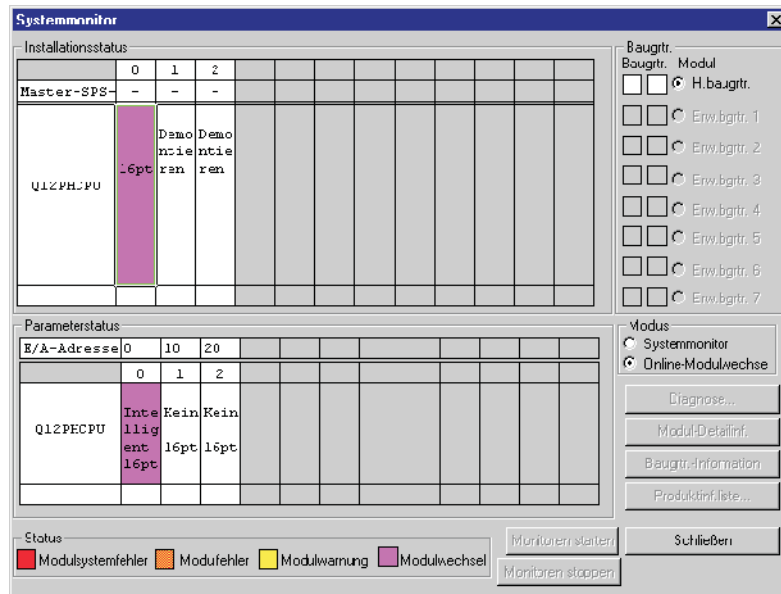 Systemmonitor
Installationsstatus
0 1 2
Master-SPS- - - -
Q12PHCPU
16pt
Demo
ntie
ren
Demo
ntie
ren
Baugrtr.
Baugrtr. Modul
H.baugrtr.
Erw.bgrtr. 1
Erw.bgrtr. 2
Erw.bgrtr. 3
Erw.bgrtr. 4
Erw.bgrtr. 5
Erw.bgrtr. 6
Erw.bgrtr. 7
Parameterstatus
E/A-Adresse 0 10 20
0 1 2
Q12PHCPU
Inte
llig
ent
16pt
Kein
16pt
Kein
16pt
Modus
Systemmonitor
Online-Modulwechse
Diagnose...
Modul-Detailinf.
Baugrtr.-Information
Produktinf.liste...
Status
Modulsystemfehler Modufehler Modulwarnung Modulwechsel
Monitoren starten
Monitoren stoppen
Schließen